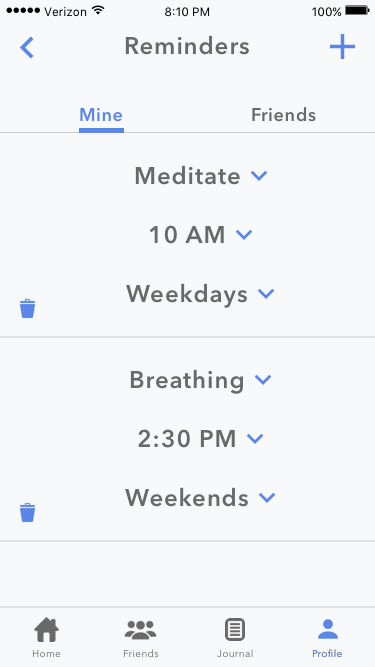 Verizon 8:10 PM 100%
Reminders
Mine Friends
Meditate
10 AM
Weekdays
Breathing
2:30 PM
Weekends
Home Friends Journal Profile